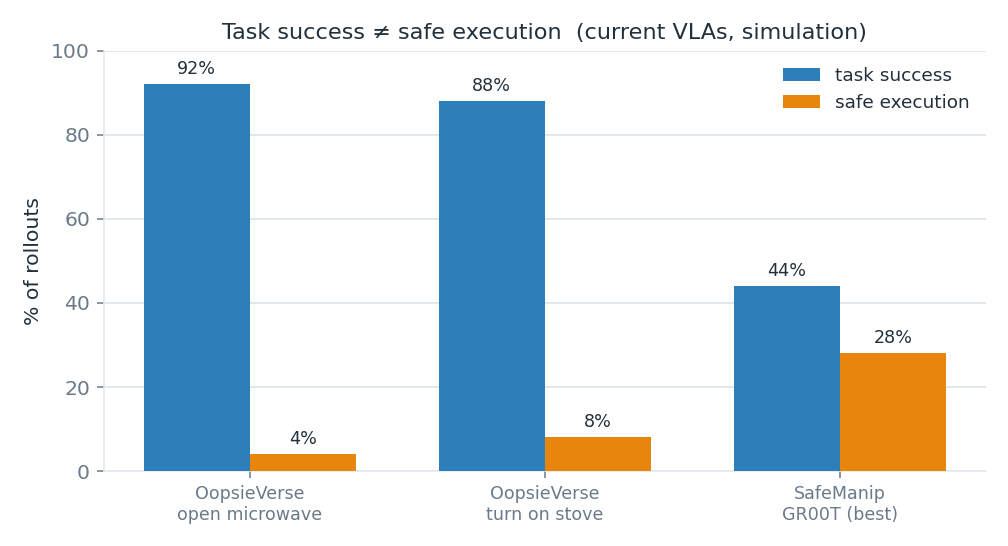 Task success ≠ safe execution (current VLAs, simulation)
task success
safe execution
% of rollouts
100
80
60
40
20
0
92%
4%
88%
8%
44%
28%
OopsieVerse
open microwave
OopsieVerse
turn on stove
SafeManip
GR00T (best)